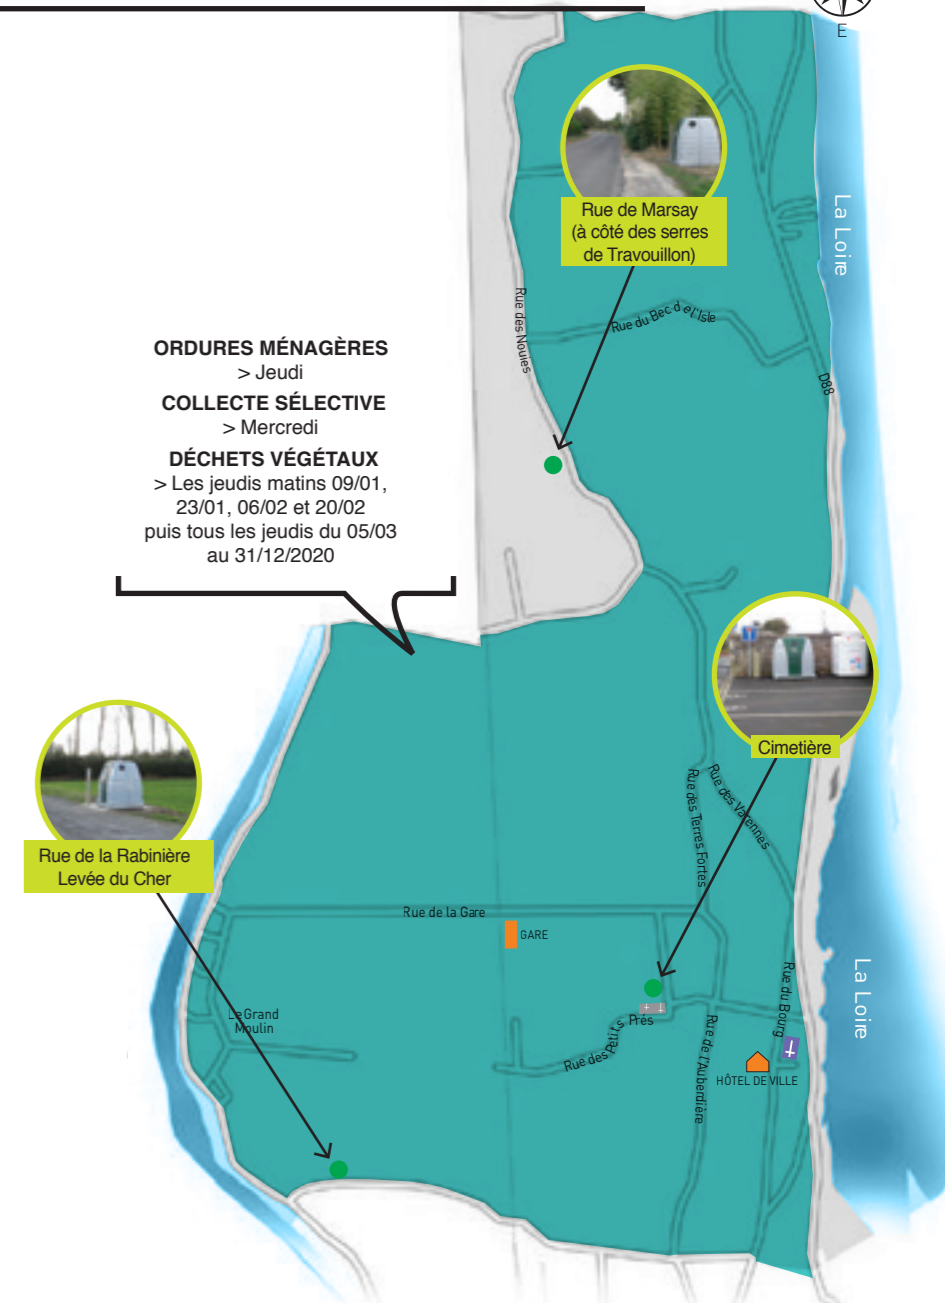 E
La Loire
Rue de Marsay
(à côté des serres
de Travouillon)
Rue des Nouies
Rue du Bec d el'Isle
D88
ORDURES MÉNAGÈRES
> Jeudi
COLLECTE SÉLECTIVE
> Mercredi
DÉCHETS VÉGÉTAUX
> Les jeudis matins 09/01,
23/01, 06/02 et 20/02
puis tous les jeudis du 05/03
au 31/12/2020
Cimetière
Rue des Terres Fortes
Rue des Varennes
Rue de la Rabinière
Levée du Cher
Rue de la Gare
GARE
La Loire
Le Grand
Moulin
Rue des Petits Prés
Rue de l'Auberdière
Rue du Bourg
HÔTEL DE VILLE